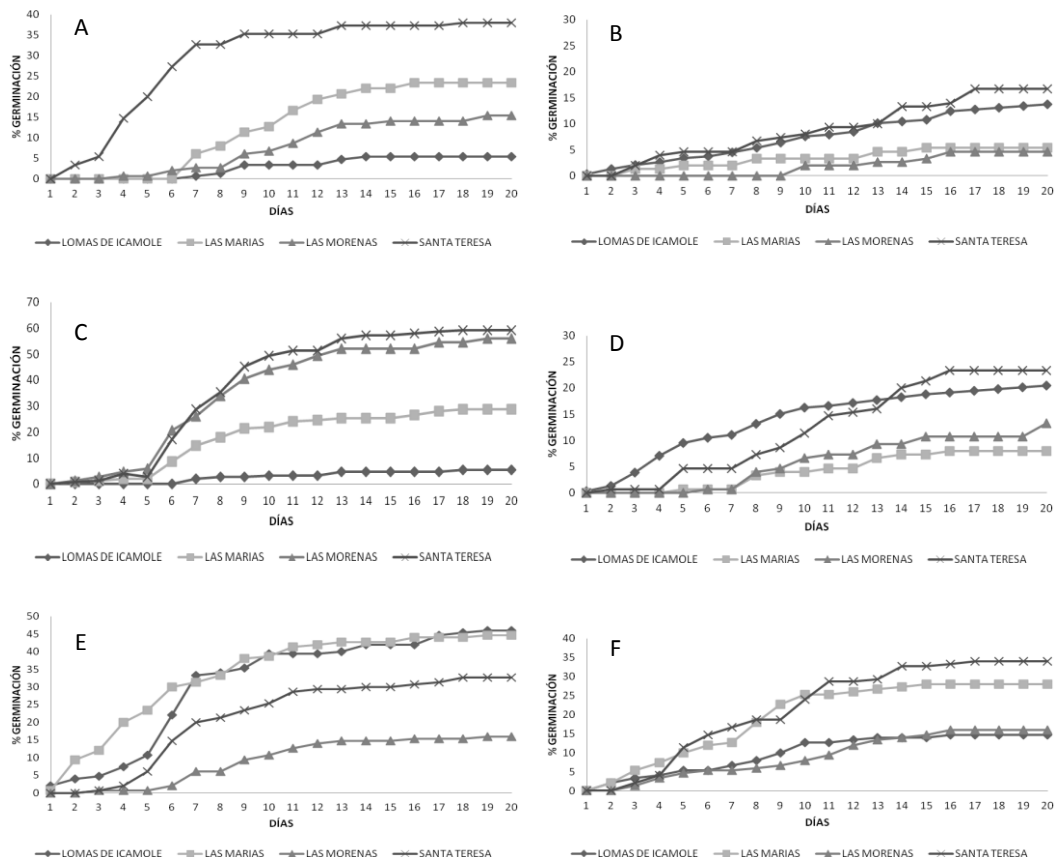 A
% GERMINACIÓN
40
35
30
25
20
15
10
5
0
1 2 3 4 5 6 7 8 9 10 11 12 13 14 15 16 17 18 19 20
DÍAS
LOMAS DE ICAMOLE LAS MARIAS LAS MORENAS SANTA TERESA
B
% GERMINACIÓN
30
25
20
15
10
5
0
1 2 3 4 5 6 7 8 9 10 11 12 13 14 15 16 17 18 19 20
DÍAS
LOMAS DE ICAMOLE LAS MARIAS LAS MORENAS SANTA TERESA
C
% GERMINACIÓN
70
60
50
40
30
20
10
0
1 2 3 4 5 6 7 8 9 10 11 12 13 14 15 16 17 18 19 20
DÍAS
LOMAS DE ICAMOLE LAS MARIAS LAS MORENAS SANTA TERESA
D
% GERMINACIÓN
30
25
20
15
10
5
0
1 2 3 4 5 6 7 8 9 10 11 12 13 14 15 16 17 18 19 20
DÍAS
LOMAS DE ICAMOLE LAS MARIAS LAS MORENAS SANTA TERESA
E
% GERMINACIÓN
50
45
40
35
30
25
20
15
10
5
0
1 2 3 4 5 6 7 8 9 10 11 12 13 14 15 16 17 18 19 20
DÍAS
LOMAS DE ICAMOLE LAS MARIAS LAS MORENAS SANTA TERESA
F
% GERMINACIÓN
40
35
30
25
20
15
10
5
0
1 2 3 4 5 6 7 8 9 10 11 12 13 14 15 16 17 18 19 20
DÍAS
LOMAS DE ICAMOLE LAS MARIAS LAS MORENAS SANTA TERESA